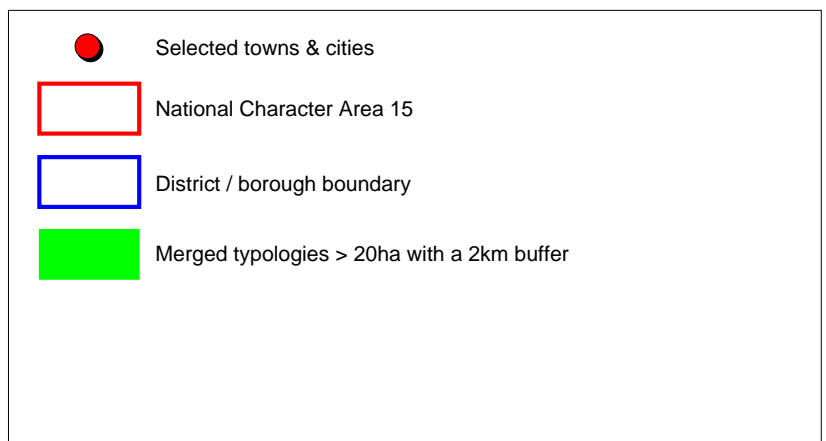 Selected towns & cities
National Character Area 15
District / borough boundary
Merged typologies > 20ha with a 2km buffer